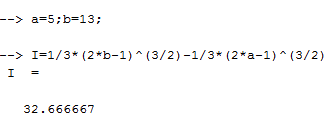 --> a=5;b=13;
--> I=1/3*(2*b-1)^(3/2)-1/3*(2*a-1)^(3/2)
I =
32.666667